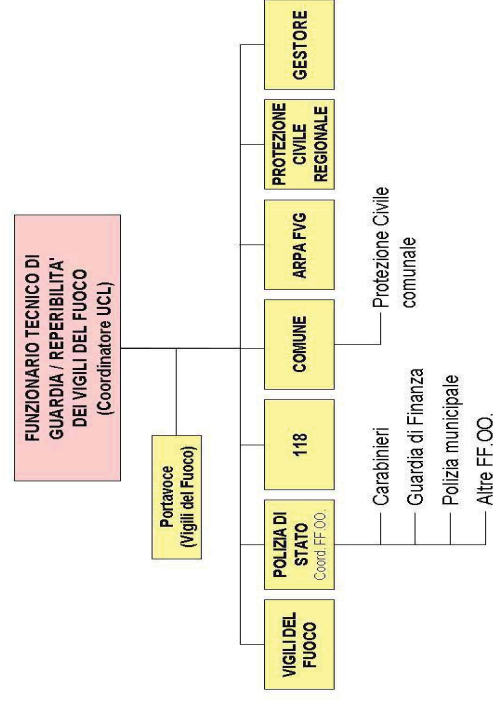 FUNZIONARIO TECNICO DI
GUARDIA / REPERIBILITA'
DEI VIGILI DEL FUOCO
(Coordinatore UCL)
Portavoce
(Vigili del Fuoco)
VIGILI DEL
FUOCO
POLIZIA DI
STATO
Coord. FF.OO.
118
COMUNE
ARPA FVG
PROTEZIONE
CIVILE
REGIONALE
GESTORE
Carabinieri
Guardia di Finanza
Polizia municipale
Altre FF.OO.
Protezione Civile
comunale